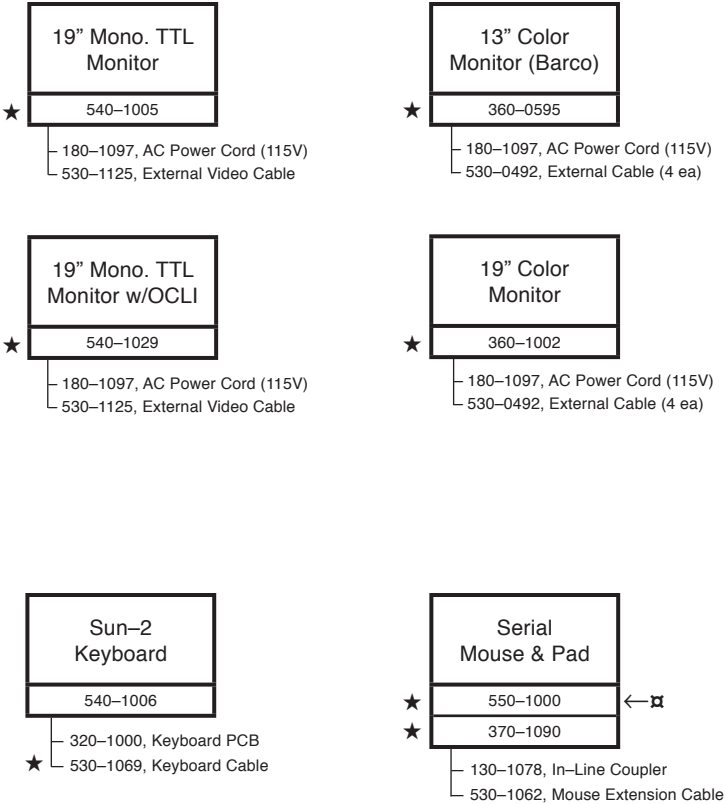 19” Mono. TTL
Monitor
★ 540–1005
180–1097, AC Power Cord (115V)
530–1125, External Video Cable
13” Color
Monitor (Barco)
★ 360–0595
180–1097, AC Power Cord (115V)
530–0492, External Cable (4 ea)
19” Mono. TTL
Monitor w/OCLI
★ 540–1029
180–1097, AC Power Cord (115V)
530–1125, External Video Cable
19” Color
Monitor
★ 360–1002
180–1097, AC Power Cord (115V)
530–0492, External Cable (4 ea)
Sun–2
Keyboard
540–1006
320–1000, Keyboard PCB
★ 530–1069, Keyboard Cable
Serial
Mouse & Pad
★ 550–1000 ←¤
★ 370–1090
130–1078, In–Line Coupler
530–1062, Mouse Extension Cable